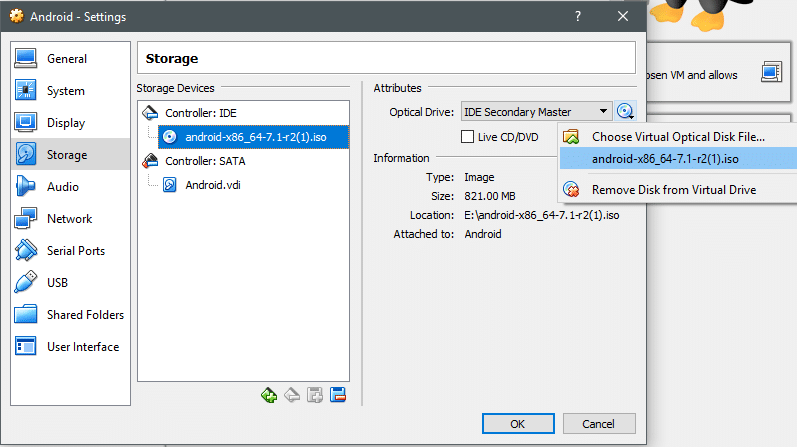 Android - Settings
?
General
System
Display
Storage
Audio
Network
Serial Ports
USB
Shared Folders
User Interface
Storage
Storage Devices
Controller: IDE
android-x86_64-7.1-r2(1).iso
Controller: SATA
Android.vdi
Attributes
Optical Drive: IDE Secondary Master
Live CD/DVD
Information
Type: Image
Size: 821.00 MB
Location: E:\android-x86_64-7.1-r2(1).iso
Attached to: Android
Choose Virtual Optical Disk File...
android-x86_64-7.1-r2(1).iso
Remove Disk from Virtual Drive
OK
Cancel
osen VM and allows